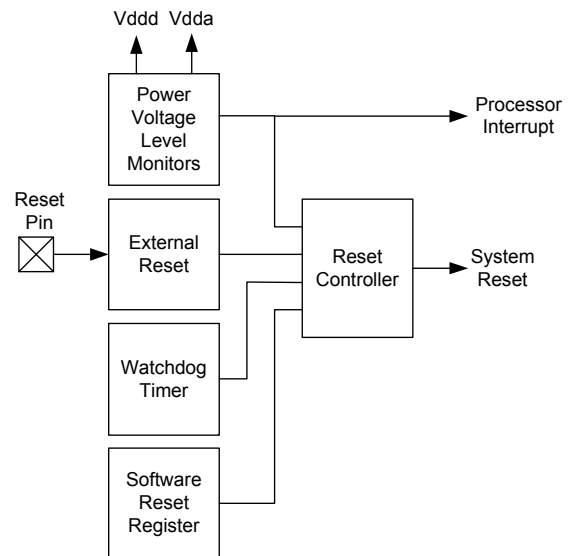 Vddd Vdda
Power
Voltage
Level
Monitors
Processor
Interrupt
Reset
Pin
External
Reset
Reset
Controller
System
Reset
Watchdog
Timer
Software
Reset
Register